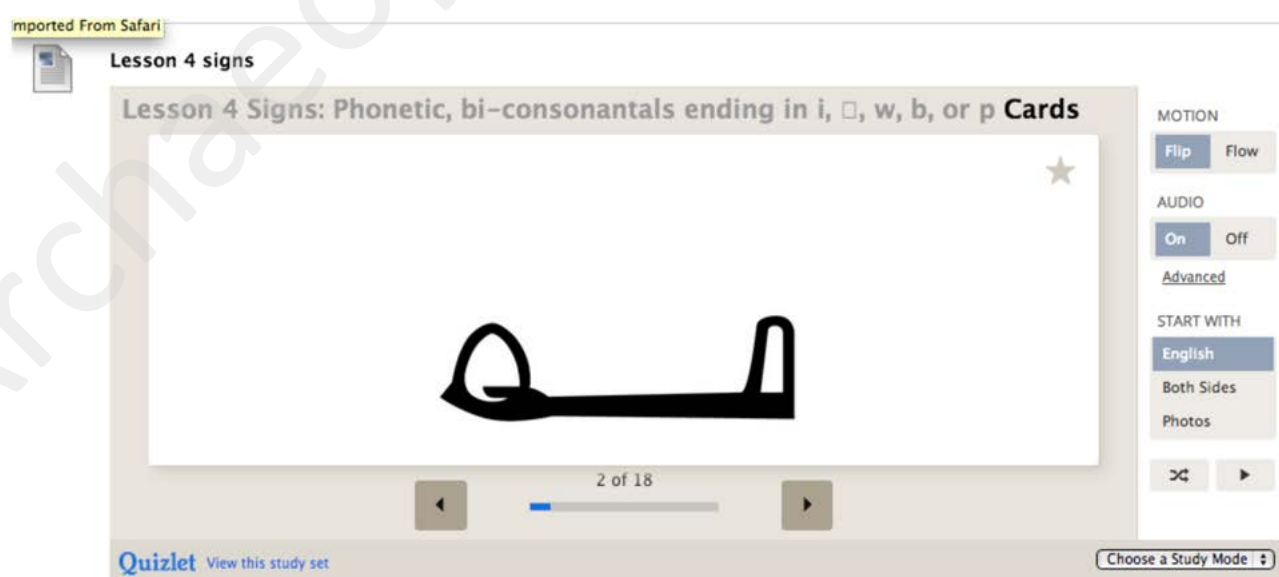 mported From Safari
Lesson 4 signs
Lesson 4 Signs: Phonetic, bi-consonantals ending in i, □, w, b, or p Cards
2 of 18
Quizlet View this study set
Choose a Study Mode
MOTION
Flip Flow
AUDIO
On Off
Advanced
START WITH
English
Both Sides
Photos